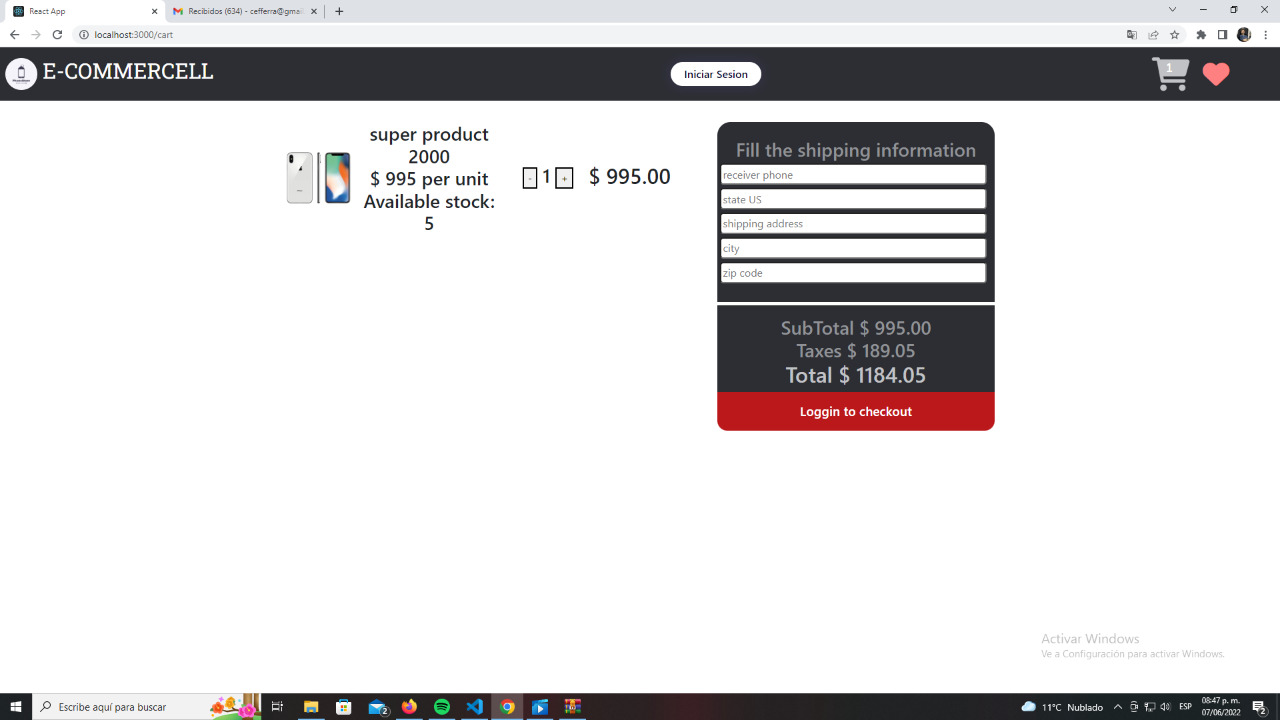 React App
Recibidos (634) - cefferra@gmai
localhost:3000/cart
E-COMMERCELL
Iniciar Sesion
1
super product
2000
$ 995 per unit
Available stock:
5
- 1 +
$ 995.00
Fill the shipping information
receiver phone
state US
shipping address
city
zip code
SubTotal $ 995.00
Taxes $ 189.05
Total $ 1184.05
Loggin to checkout
Activar Windows
Ve a Configuración para activar Windows.
Escribe aquí para buscar
2
11°C Nublado
ESP
08:47 p. m.
07/06/2022
2